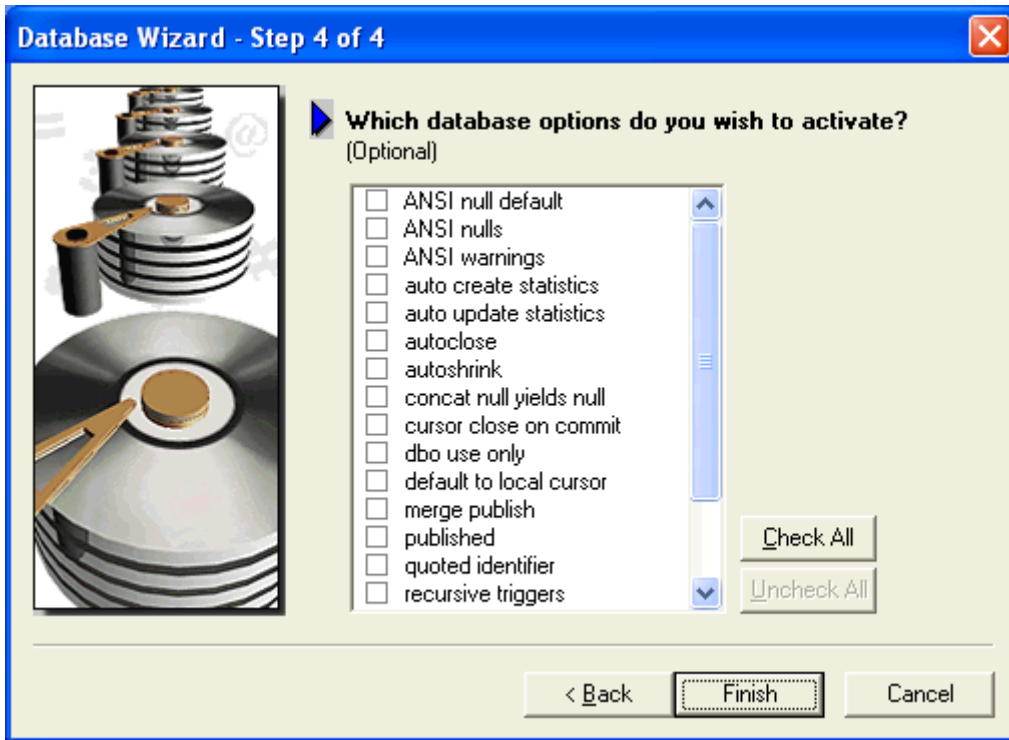 Database Wizard - Step 4 of 4
Which database options do you wish to activate?
(Optional)
ANSI null default
ANSI nulls
ANSI warnings
auto create statistics
auto update statistics
autoclose
autoshrink
concat null yields null
cursor close on commit
dbo use only
default to local cursor
merge publish
published
quoted identifier
recursive triggers
Check All
Uncheck All
< Back
Finish
Cancel